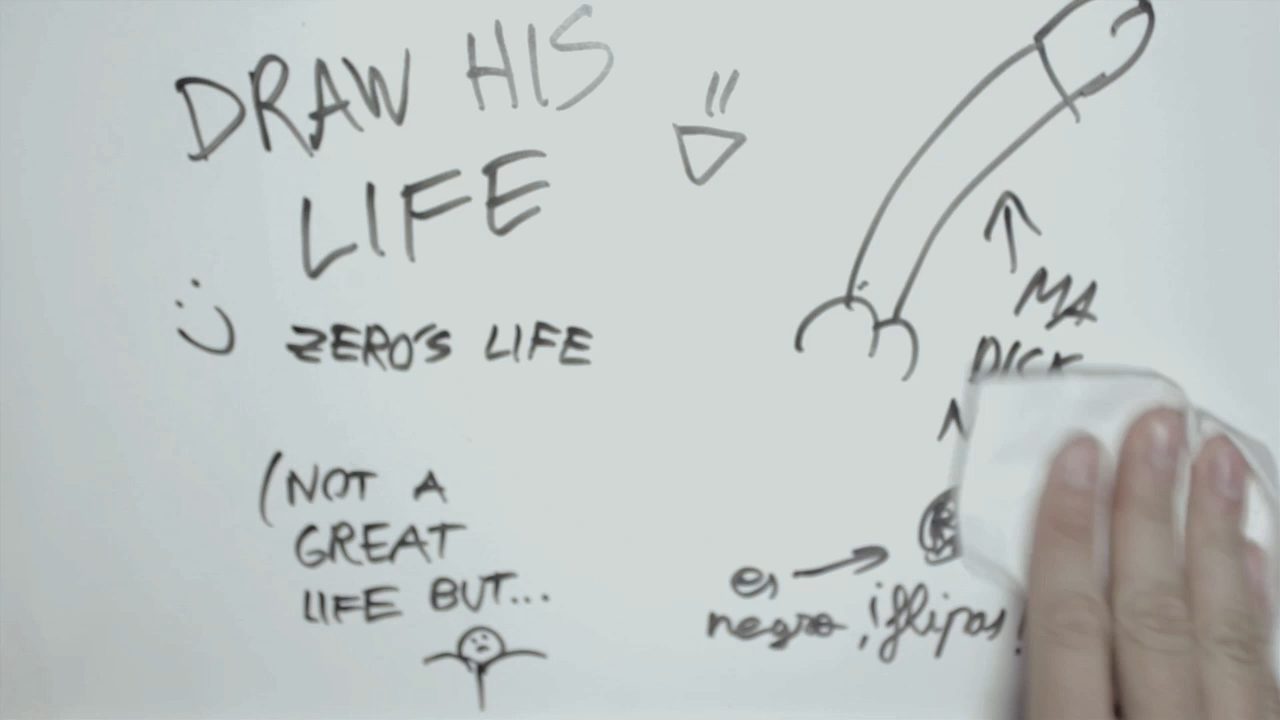 DRAW HIS
LIFE
ZERO'S LIFE
(NOT A
GREAT
LIFE BUT...
MA
DICK
es
negro, ¡flipas!